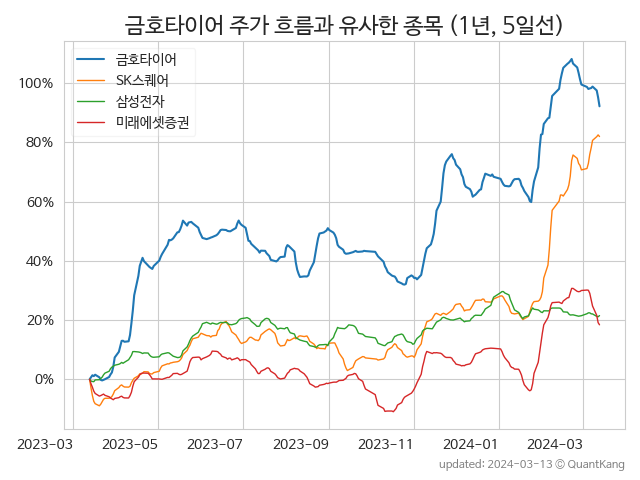 금호타이어 주가 흐름과 유사한 종목 (1년, 5일선)
금호타이어
SK스퀘어
삼성전자
미래에셋증권
100%
80%
60%
40%
20%
0%
2023-03 2023-05 2023-07 2023-09 2023-11 2024-01 2024-03
updated: 2024-03-13 © QuantKang